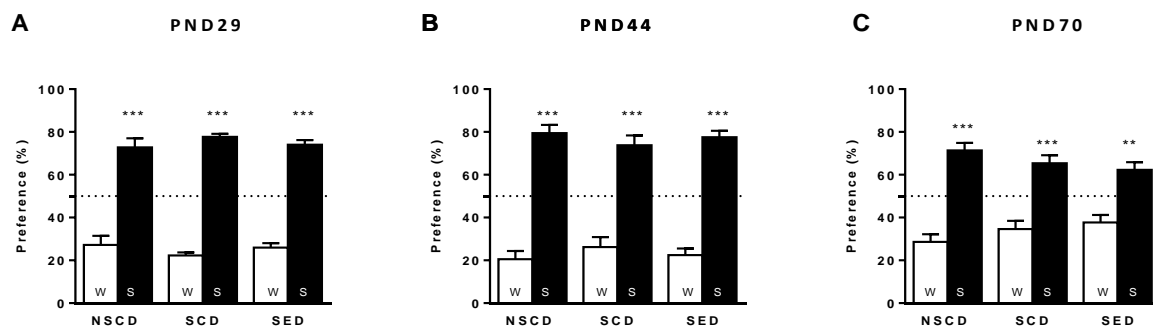 A PND29
Preference (%)
100
80
60
40
20
0
*** *** ***
W S W S W S
NSCD SCD SED
B PND44
Preference (%)
100
80
60
40
20
0
*** *** ***
W S W S W S
NSCD SCD SED
C PND70
Preference (%)
100
80
60
40
20
0
*** *** **
W S W S W S
NSCD SCD SED